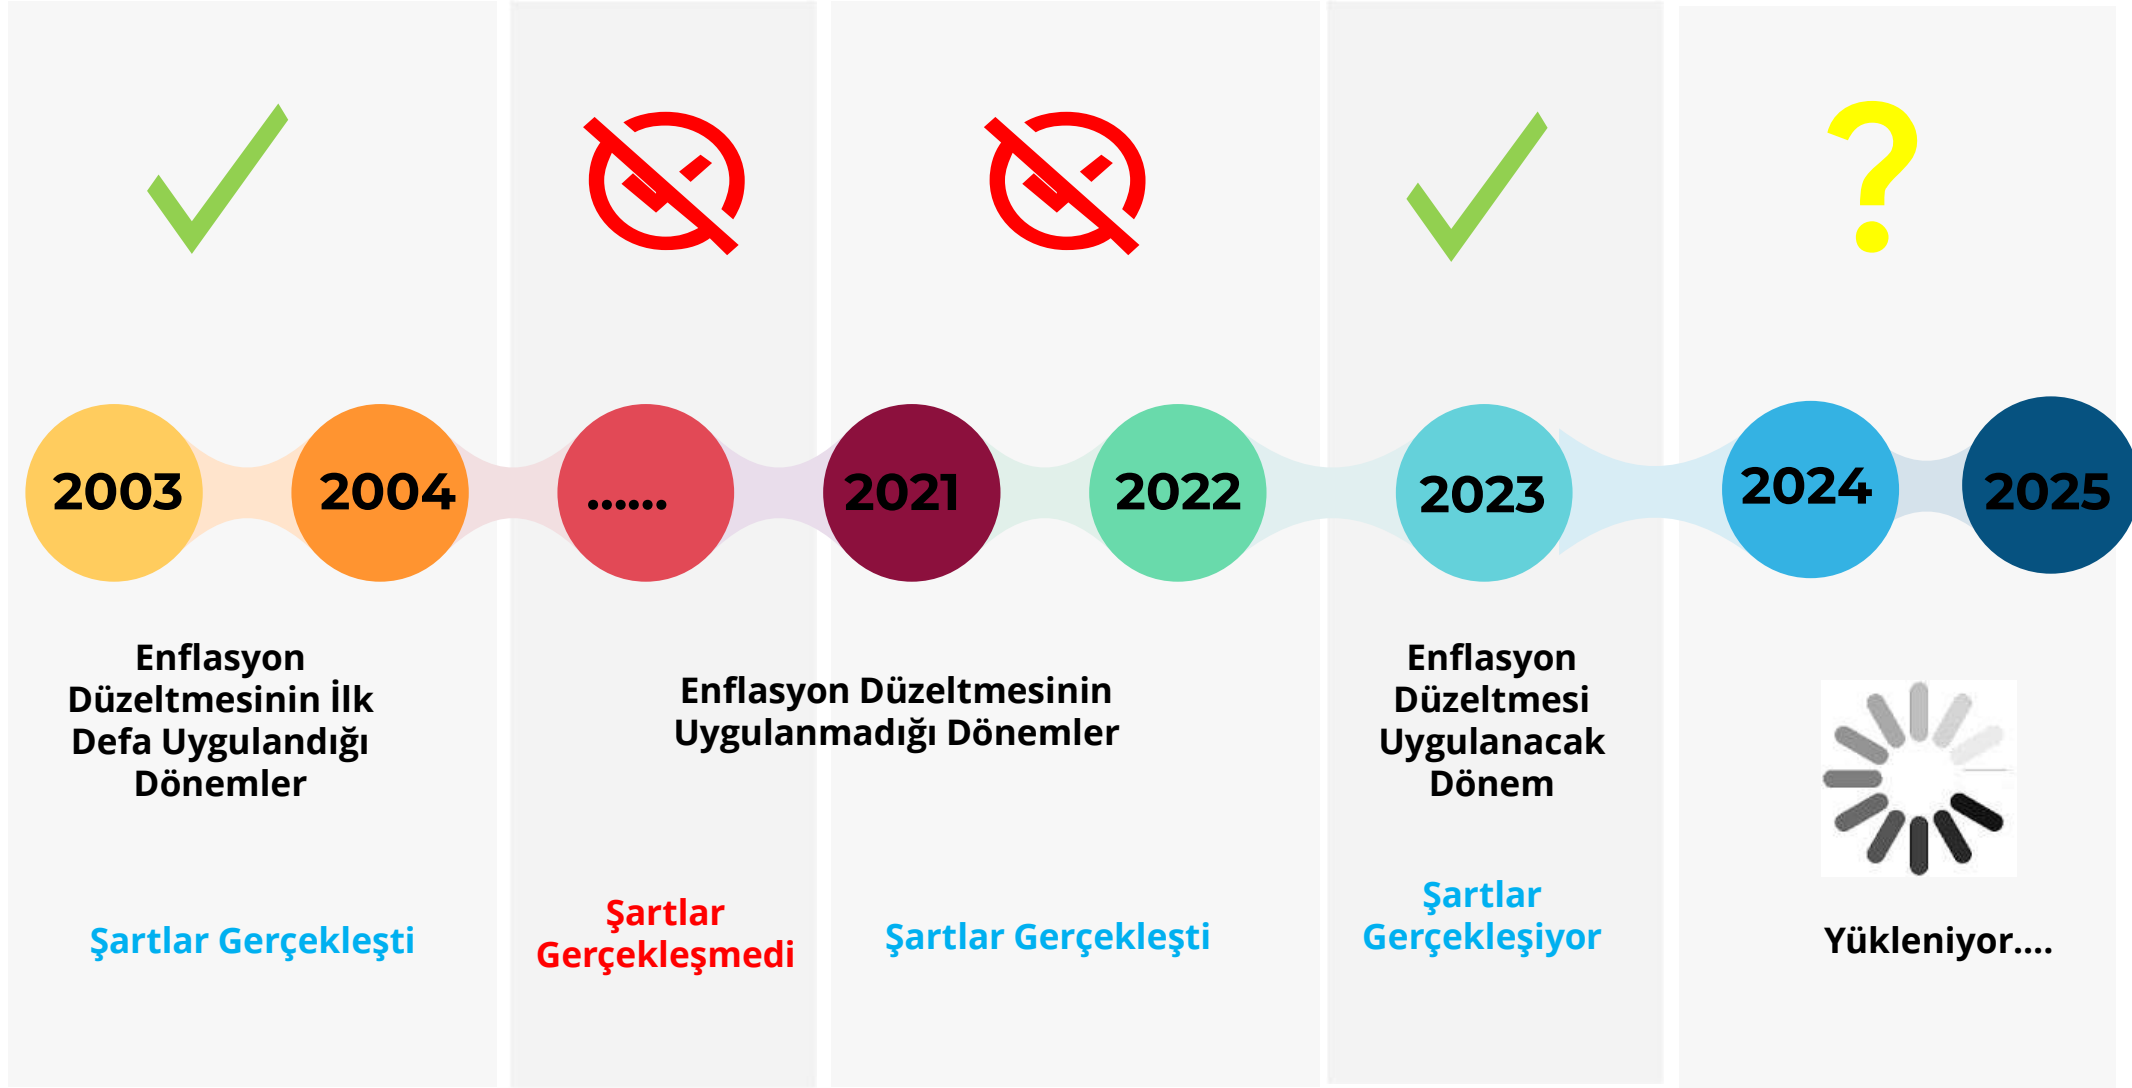 2003
2004
......
2021
2022
2023
2024
2025
Enflasyon
Düzeltmesinin İlk
Defa Uygulandığı
Dönemler
Enflasyon Düzeltmesinin
Uygulanmadığı Dönemler
Enflasyon
Düzeltmesi
Uygulanacak
Dönem
Şartlar Gerçekleşti
Şartlar
Gerçekleşmedi
Şartlar Gerçekleşti
Şartlar
Gerçekleşiyor
Yükleniyor....